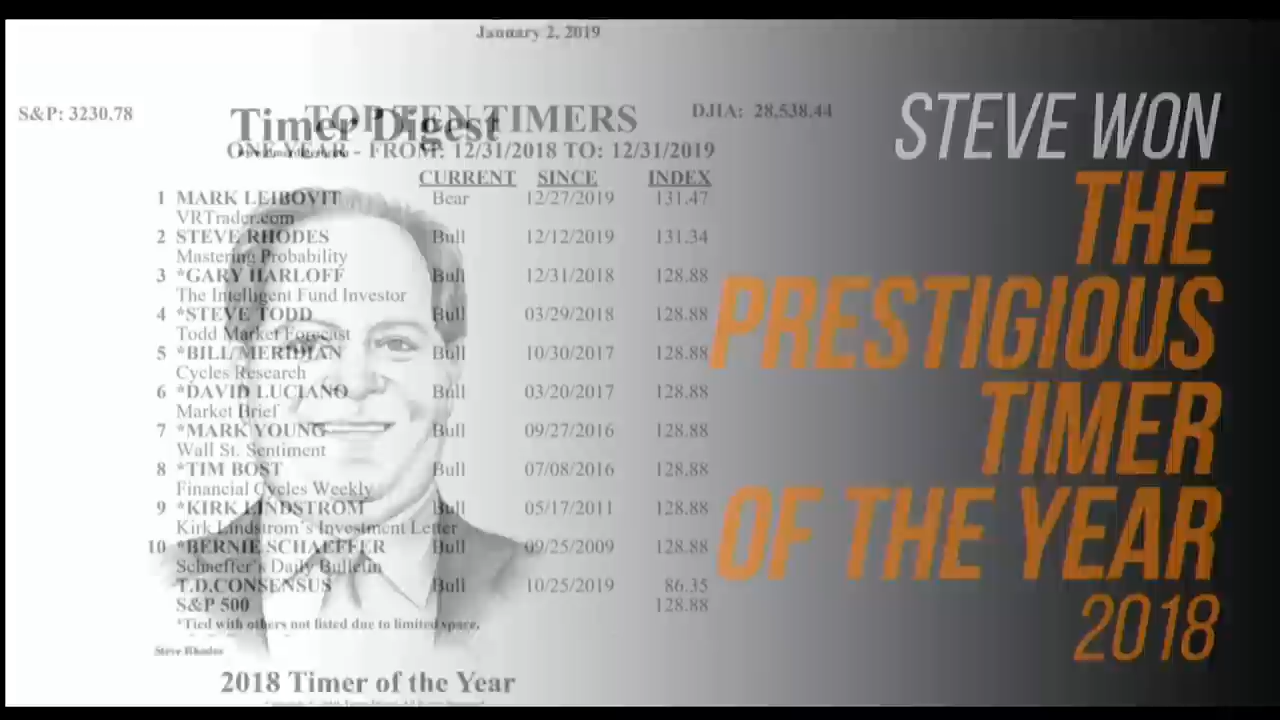 January 2, 2019
S&P: 3230.78
Timer Digest
TOP TEN TIMERS
DJIA: 28,538.44
ONE YEAR - FROM: 12/31/2018 TO: 12/31/2019
CURRENT SINCE INDEX
1 MARK LEIBOVIT Bear 12/27/2019 131.47
VRTrader.com
2 STEVE RHODES Bull 12/12/2019 131.34
Mastering Probability
3 *GARY HARLOFF Bull 12/31/2018 128.88
The Intelligent Fund Investor
4 *STEVE TODD Bull 03/29/2018 128.88
Todd Market Forecast
5 *BILL MERIDIAN Bull 10/30/2017 128.88
Cycles Research
6 *DAVID LUCIANO Bull 03/20/2017 128.88
Market Brief
7 *MARK YOUNG Bull 09/27/2016 128.88
Wall St. Sentiment
8 *TIM BOST Bull 07/08/2016 128.88
Financial Cycles Weekly
9 *KIRK LINDSTROM Bull 05/17/2011 128.88
Kirk Lindstrom's Investment Letter
10 *BERNIE SCHAEFFER Bull 09/25/2009 128.88
Schaeffer's Daily Bulletin
T.D.CONSENSUS Bull 10/25/2019 86.35
S&P 500 128.88
*Tied with others not listed due to limited space.
Steve Rhodes
2018 Timer of the Year
STEVE WON
THE
PRESTIGIOUS
TIMER
OF THE YEAR
2018